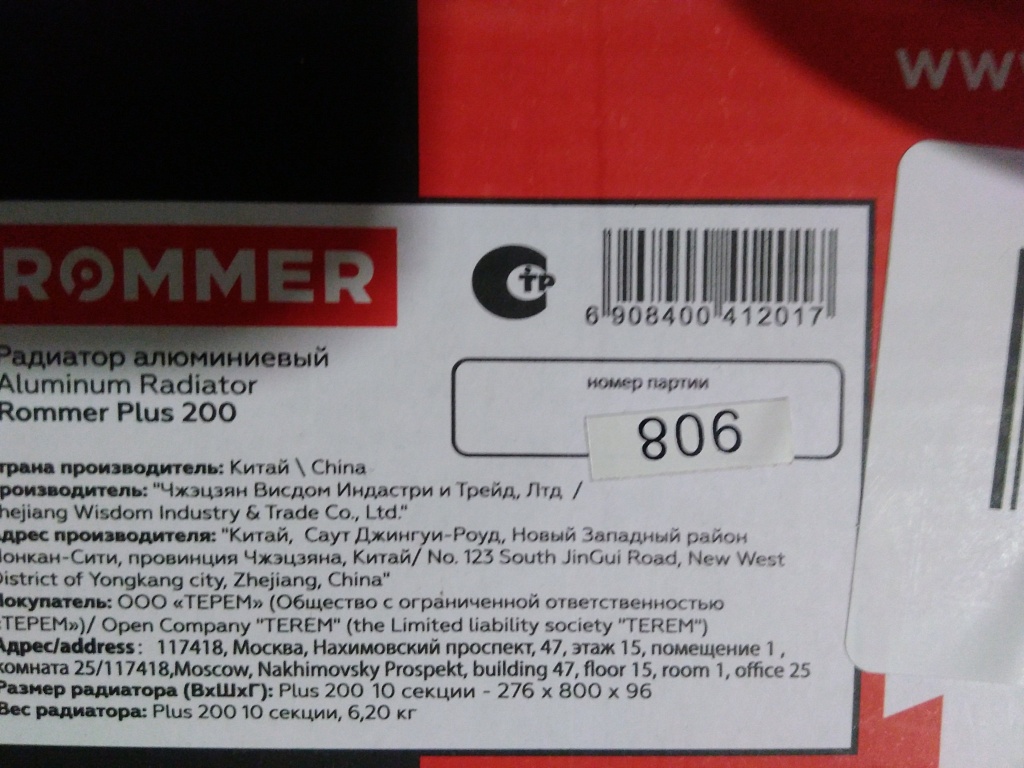 ww
ROMMER
тр
6 908400 412017
Радиатор алюминиевый
Aluminum Radiator
Rommer Plus 200
номер партии
806
трана производитель: Китай \ China
роизводитель: "Чжэцзян Висдом Индастри и Трейд, Лтд /
hejiang Wisdom Industry & Trade Co., Ltd."
дрес производителя: "Китай, Саут Джингуи-Роуд, Новый Западный район
Йонкан-Сити, провинция Чжэцзяна, Китай/ No. 123 South JinGui Road, New West
District of Yongkang city, Zhejiang, China"
Покупатель: ООО «ТЕРЕМ» (Общество с ограниченной ответственностью
«ТЕРЕМ»)/ Open Company "TEREM" (the Limited liability society "TEREM")
Адрес/address: 117418, Москва, Нахимовский проспект, 47, этаж 15, помещение 1 ,
комната 25/117418,Moscow, Nakhimovsky Prospekt, building 47, floor 15, room 1, office 25
Размер радиатора (ВхШхГ): Plus 200 10 секции - 276 x 800 x 96
Вес радиатора: Plus 200 10 секции, 6,20 кг